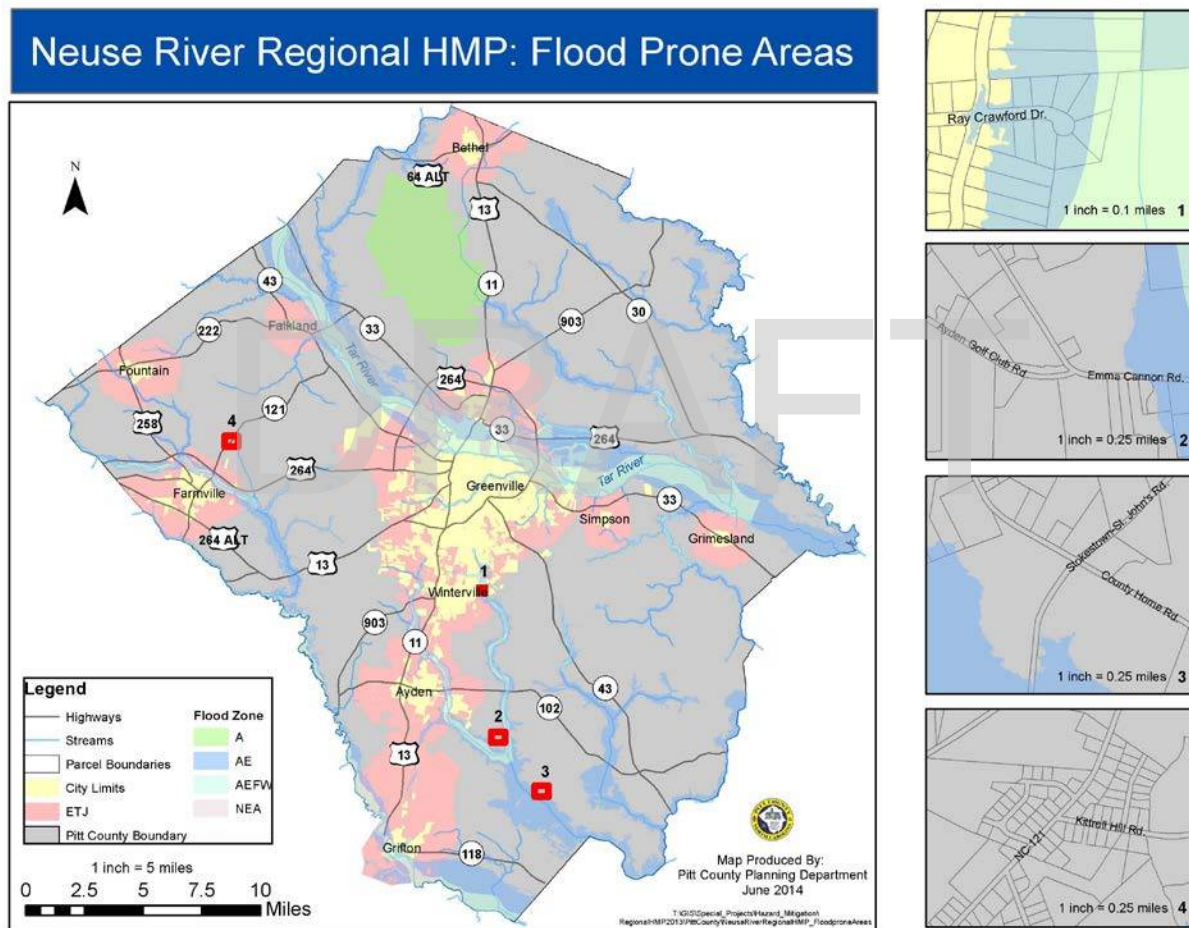 Neuse River Regional HMP: Flood Prone Areas
N
Bethel
64 ALT
13
43
11
Falkland
222
33
903
30
Tar River
Fountain
264
258
121
4
33
264
264
Tar River
Greenville
Farmville
33
Simpson
Grimesland
264 ALT
13
1
Winterville
903
11
Ayden
43
102
2
13
3
Grifton
118
DRAFT
Legend
Highways
Streams
Parcel Boundaries
City Limits
ETJ
Pitt County Boundary
Flood Zone
A
AE
AEFW
NEA
1 inch = 5 miles
0 2.5 5 7.5 10
Miles
Map Produced By:
Pitt County Planning Department
June 2014
Ray Crawford Dr.
1 inch = 0.1 miles 1
Ayden Golf Club Rd
Emma Cannon Rd.
1 inch = 0.25 miles 2
Stokestown-St. John's Rd.
County Home Rd.
1 inch = 0.25 miles 3
Kittrell Hill Rd.
NC-121
1 inch = 0.25 miles 4